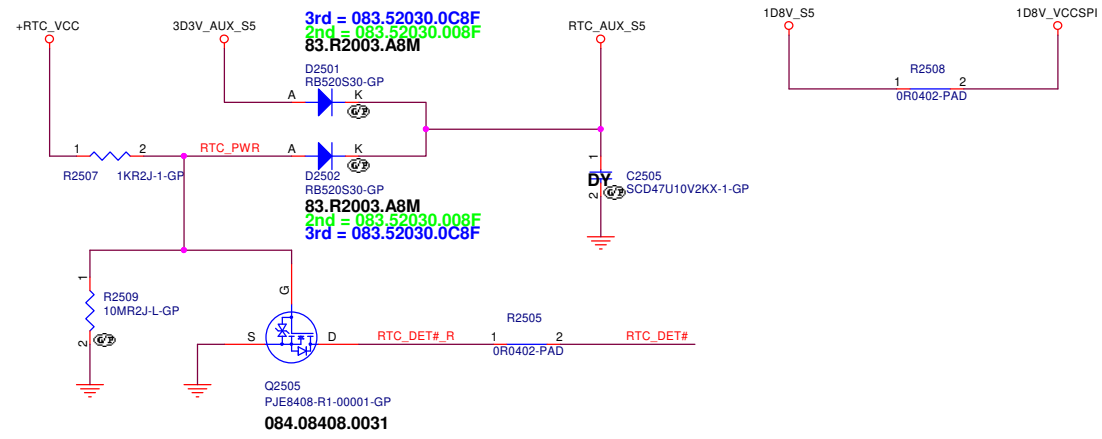 +RTC_VCC
3D3V_AUX_S5
3rd = 083.52030.0C8F
2nd = 083.52030.008F
83.R2003.A8M
RTC_AUX_S5
1D8V_S5
1D8V_VCCSPI
D2501
RB520S30-GP
A
K
G/P
R2508
1
2
0R0402-PAD
1
2
R2507
1KR2J-1-GP
RTC_PWR
A
K
G/P
D2502
RB520S30-GP
83.R2003.A8M
2nd = 083.52030.008F
3rd = 083.52030.0C8F
1
DY
2
G/P
C2505
SCD47U10V2KX-1-GP
1
R2509
10MR2J-L-GP
2
G/P
G
S
D
Q2505
PJE8408-R1-00001-GP
084.08408.0031
RTC_DET#_R
R2505
1
2
0R0402-PAD
RTC_DET#